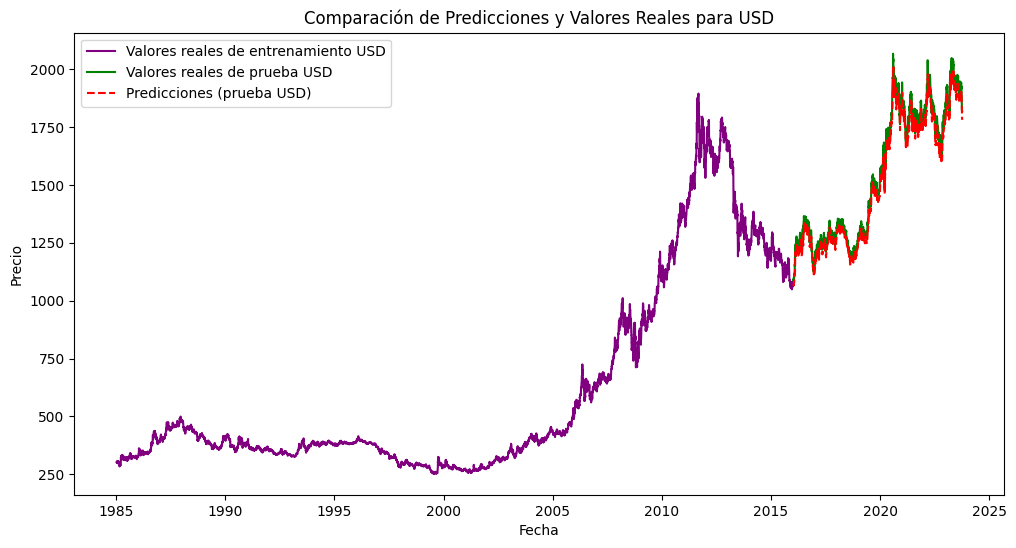 Comparación de Predicciones y Valores Reales para USD
Valores reales de entrenamiento USD
Valores reales de prueba USD
Predicciones (prueba USD)
Precio
2000
1750
1500
1250
1000
750
500
250
1985 1990 1995 2000 2005 2010 2015 2020 2025
Fecha